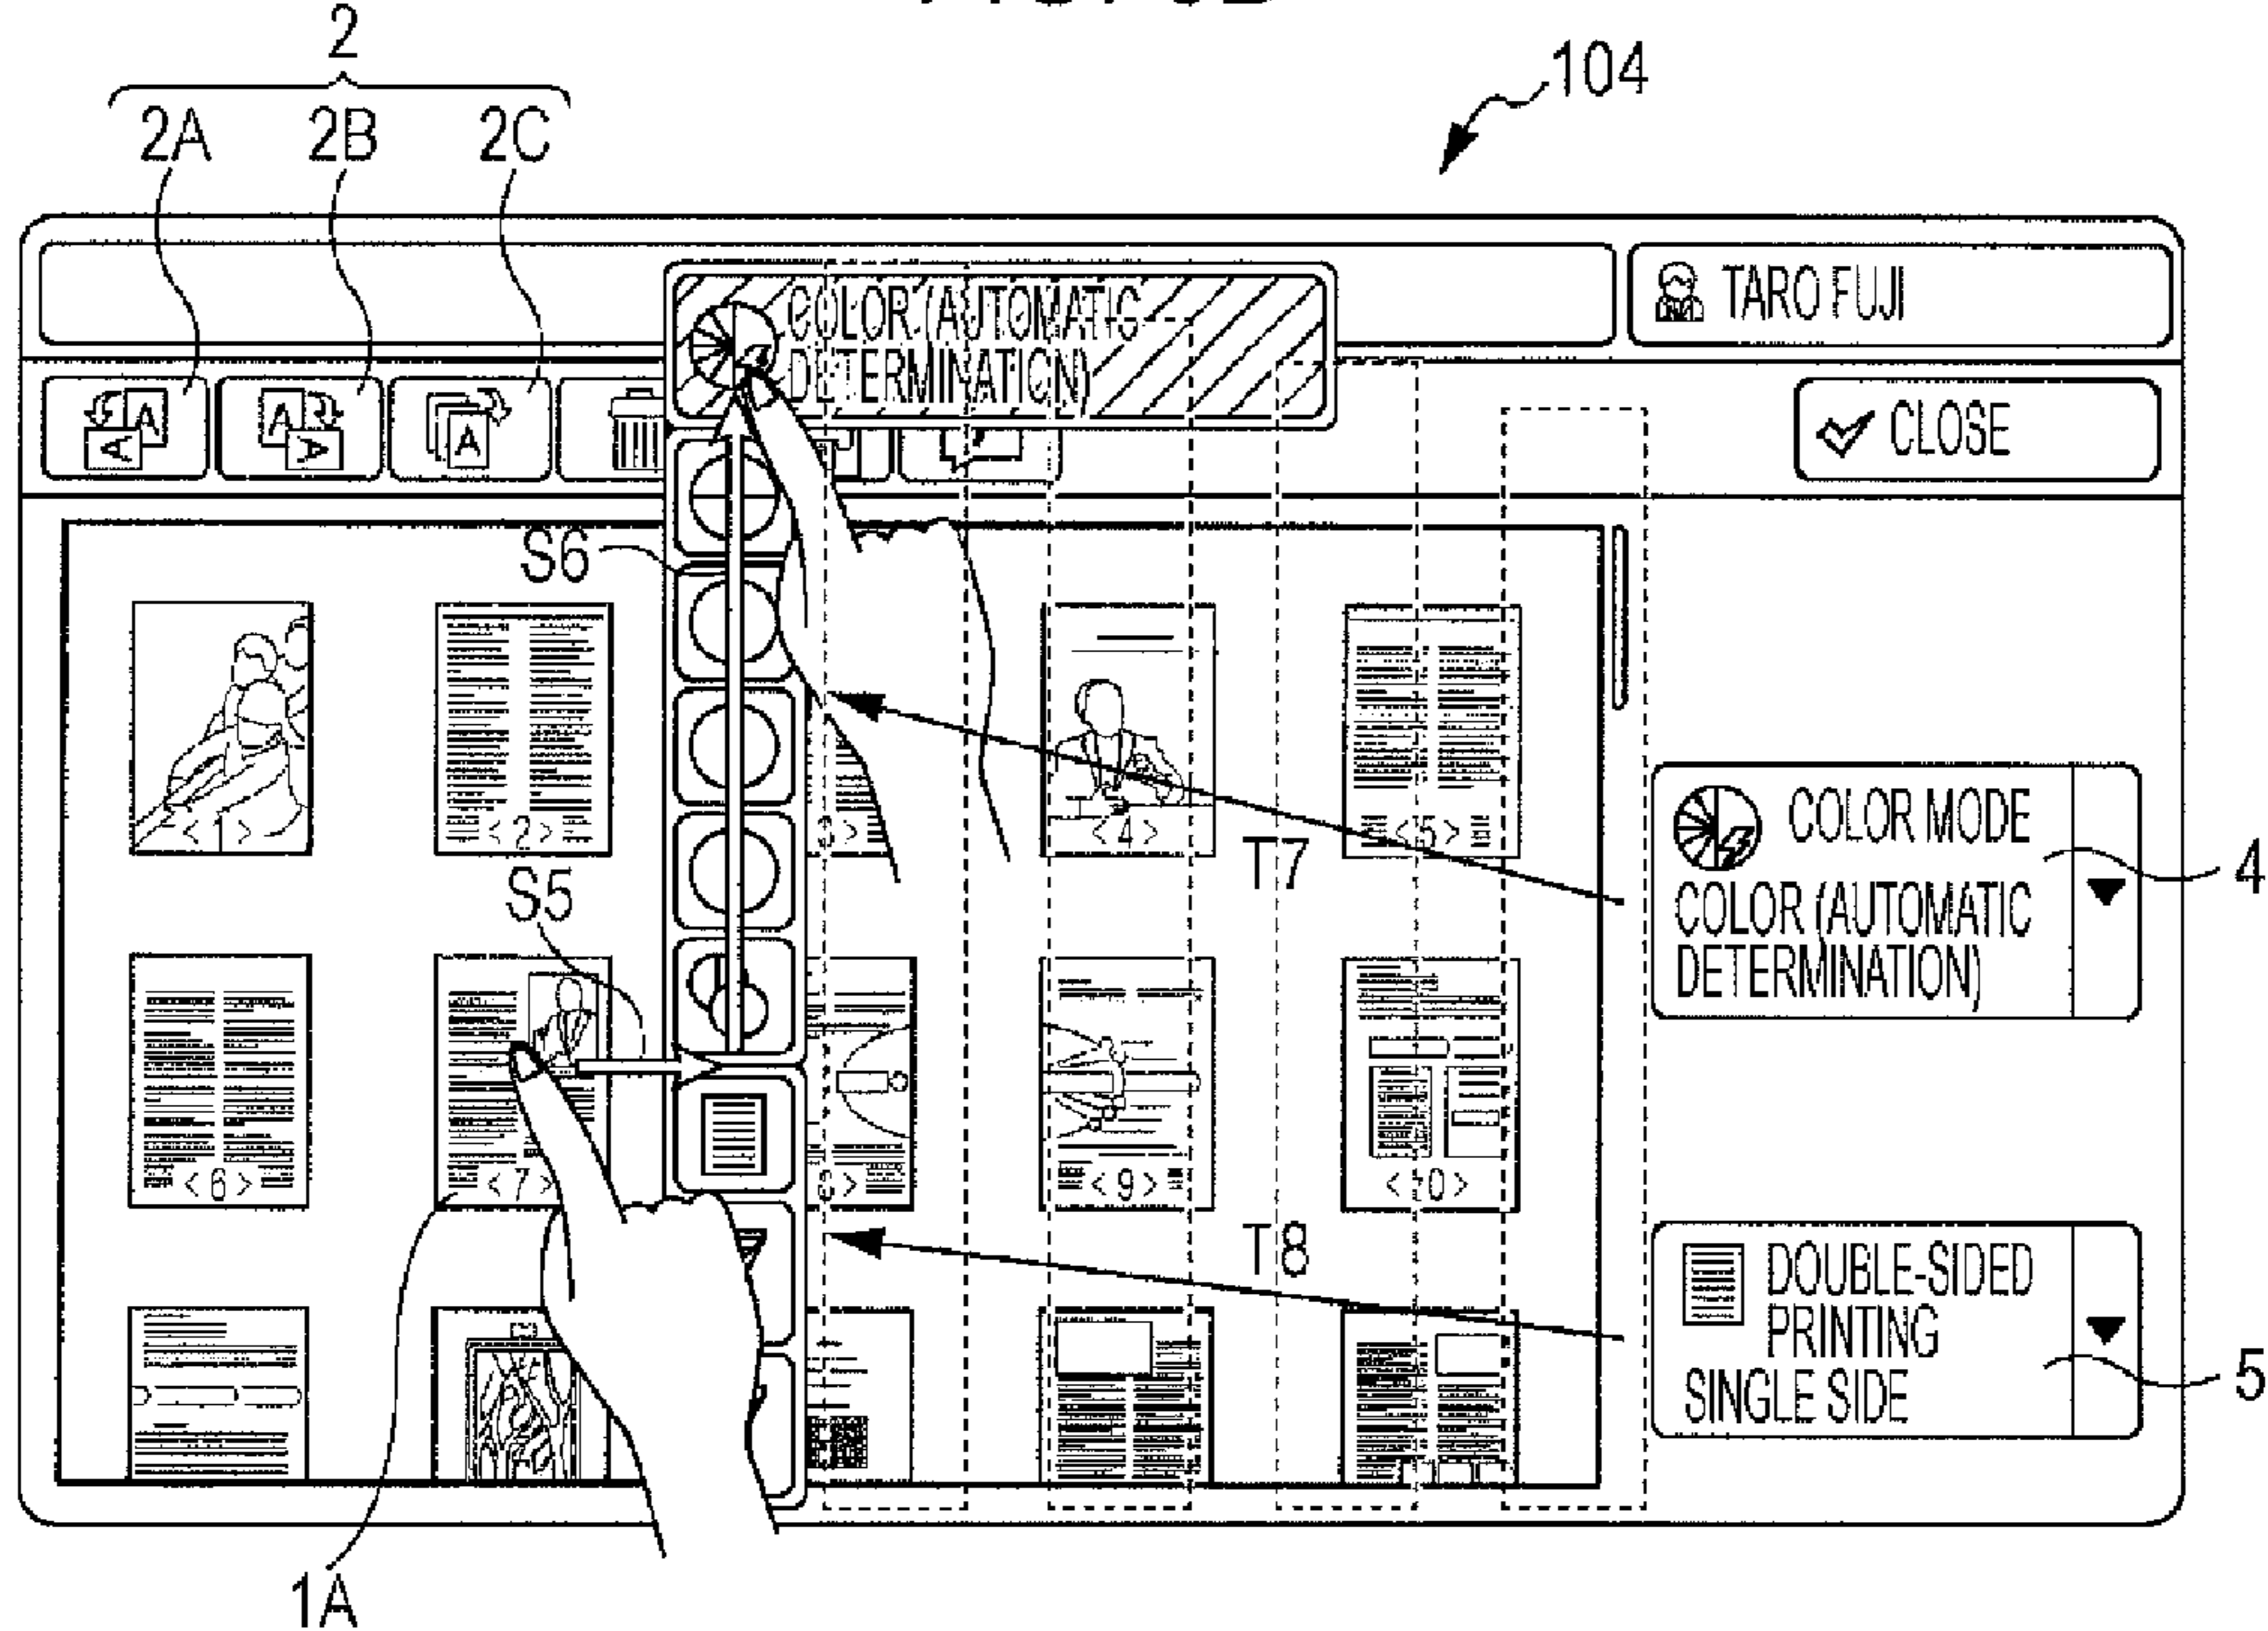 2
2A 2B 2C
104
TARO FUJI
COLOR (AUTOMATIC
DETERMINATION)
A A A A A
CLOSE
S6
<1> <2> 3> <4> <5>
T7
COLOR MODE
COLOR (AUTOMATIC
DETERMINATION)
4
S5
<6> <7> <9>
T8
DOUBLE-SIDED
PRINTING
SINGLE SIDE
5
1A